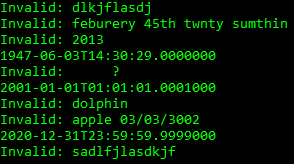 Invalid: dlkjflasdj
Invalid: feburery 45th twnty sumthin
Invalid: 2013
1947-06-03T14:30:29.0000000
Invalid:      ?
2001-01-01T01:01:01.0001000
Invalid: dolphin
Invalid: apple 03/03/3002
2020-12-31T23:59:59.9999000
Invalid: sadlfjlasdkjf